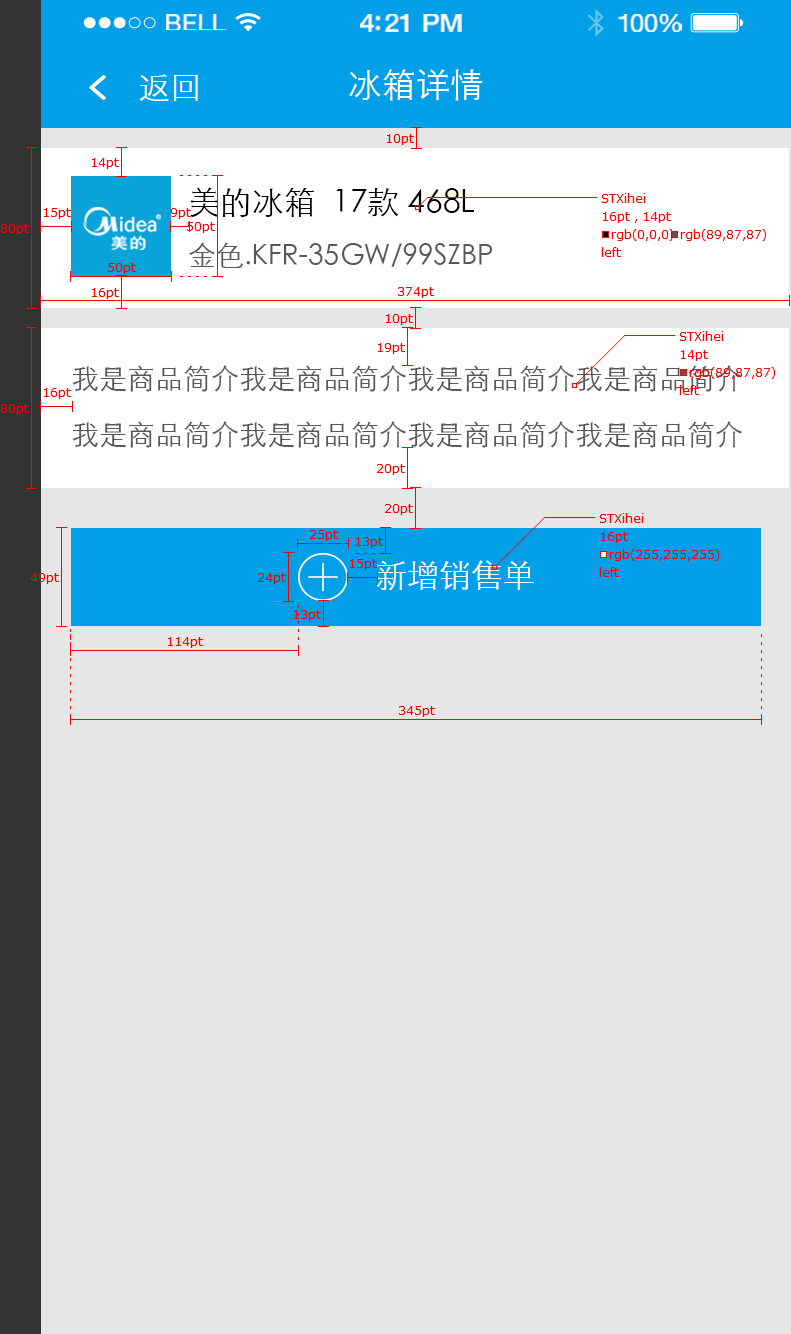 BELL 4:21 PM 100%
返回 冰箱详情
10pt
14pt
STXihei
美的冰箱 17款 468L
15pt 9pt
16pt , 14pt
Midea
美的
80pt 50pt
rgb(0,0,0) rgb(89,87,87)
金色.KFR-35GW/99SZBP
left
50pt
16pt 374pt
10pt
STXihei
19pt
14pt
我是商品简介我是商品简介我是商品简介我是商品简介
rgb(89,87,87)
left
16pt
80pt
我是商品简介我是商品简介我是商品简介我是商品简介
20pt
20pt
STXihei
25pt 13pt
16pt
rgb(255,255,255)
15pt
49pt 24pt 新增销售单
left
13pt
114pt
345pt